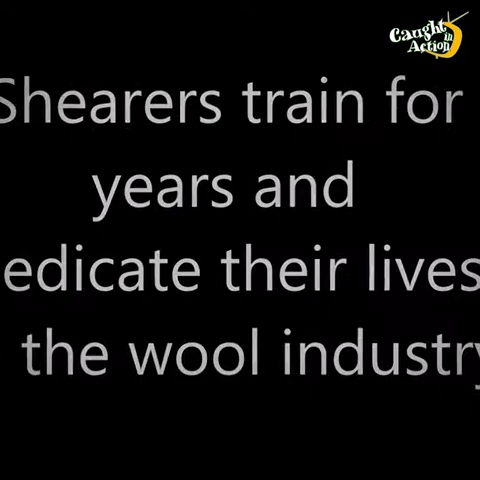 Caught
in
Action
Shearers train for
years and
edicate their lives
the wool industry